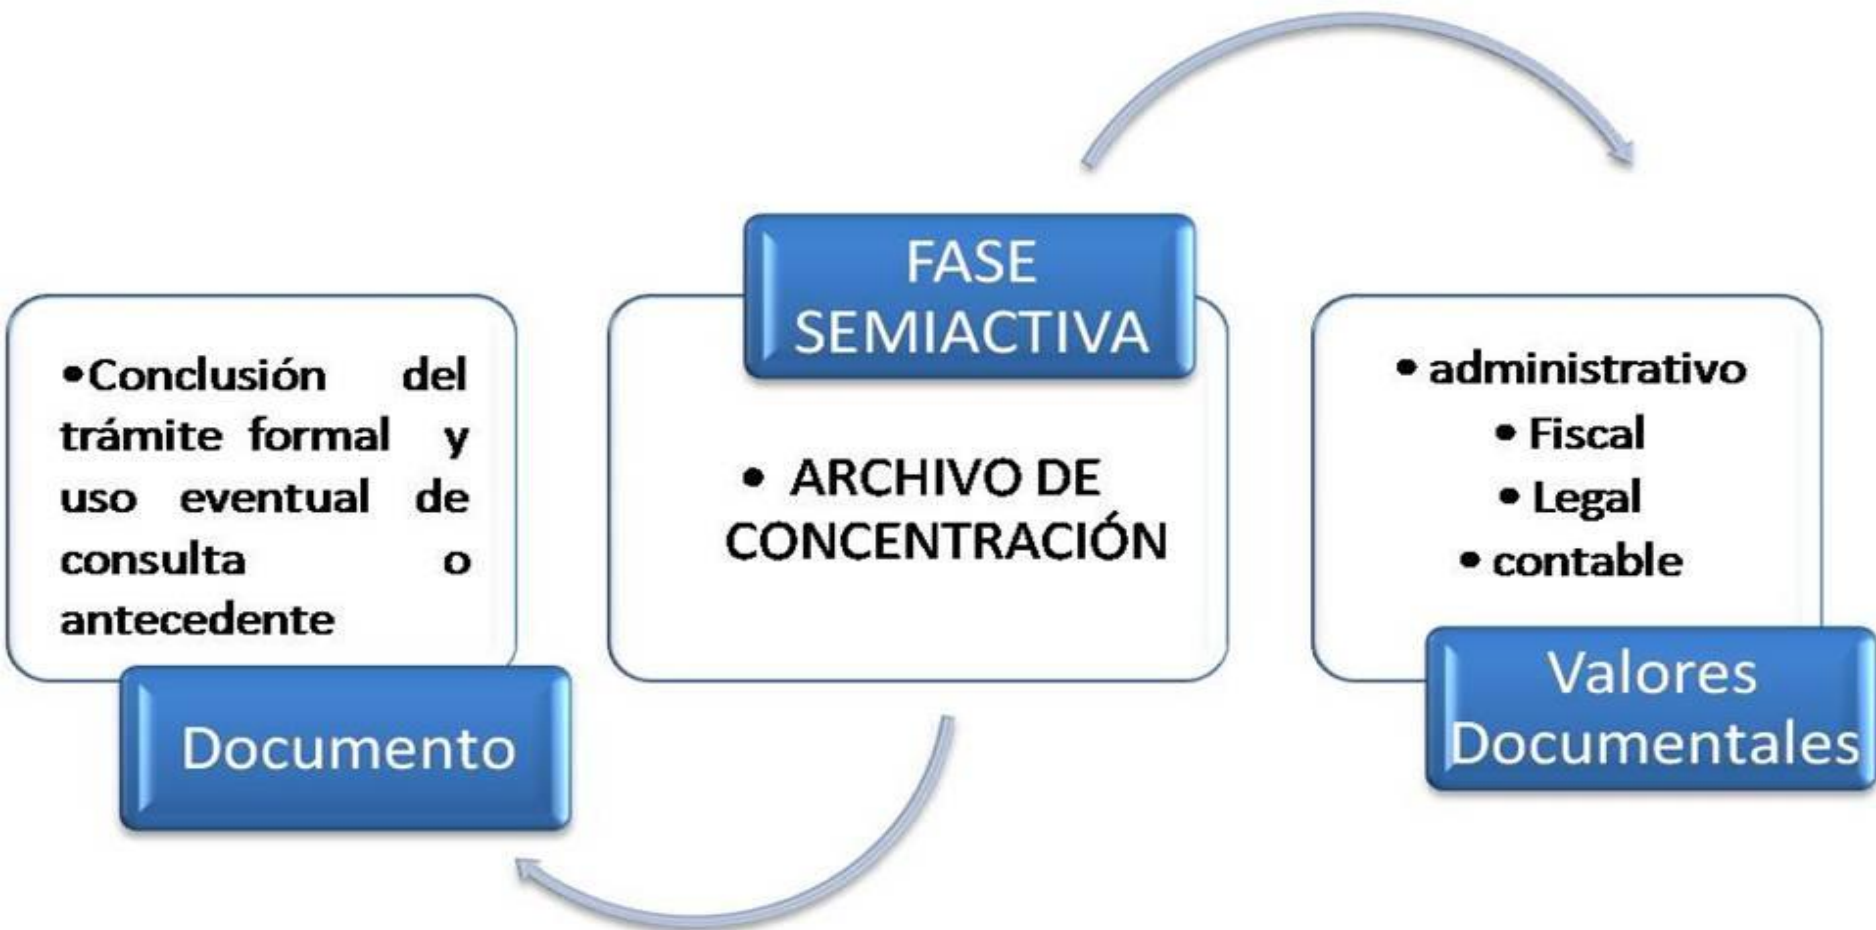 •Conclusión del
trámite formal y
uso eventual de
consulta o
antecedente
Documento
FASE
SEMIACTIVA
• ARCHIVO DE
CONCENTRACIÓN
• administrativo
• Fiscal
• Legal
• contable
Valores
Documentales